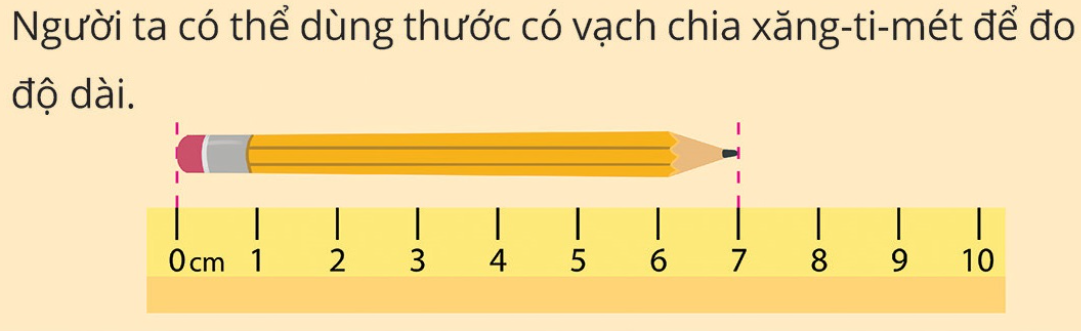 Người ta có thể dùng thước có vạch chia xăng-ti-mét để đo
độ dài.
0 cm 1 2 3 4 5 6 7 8 9 10